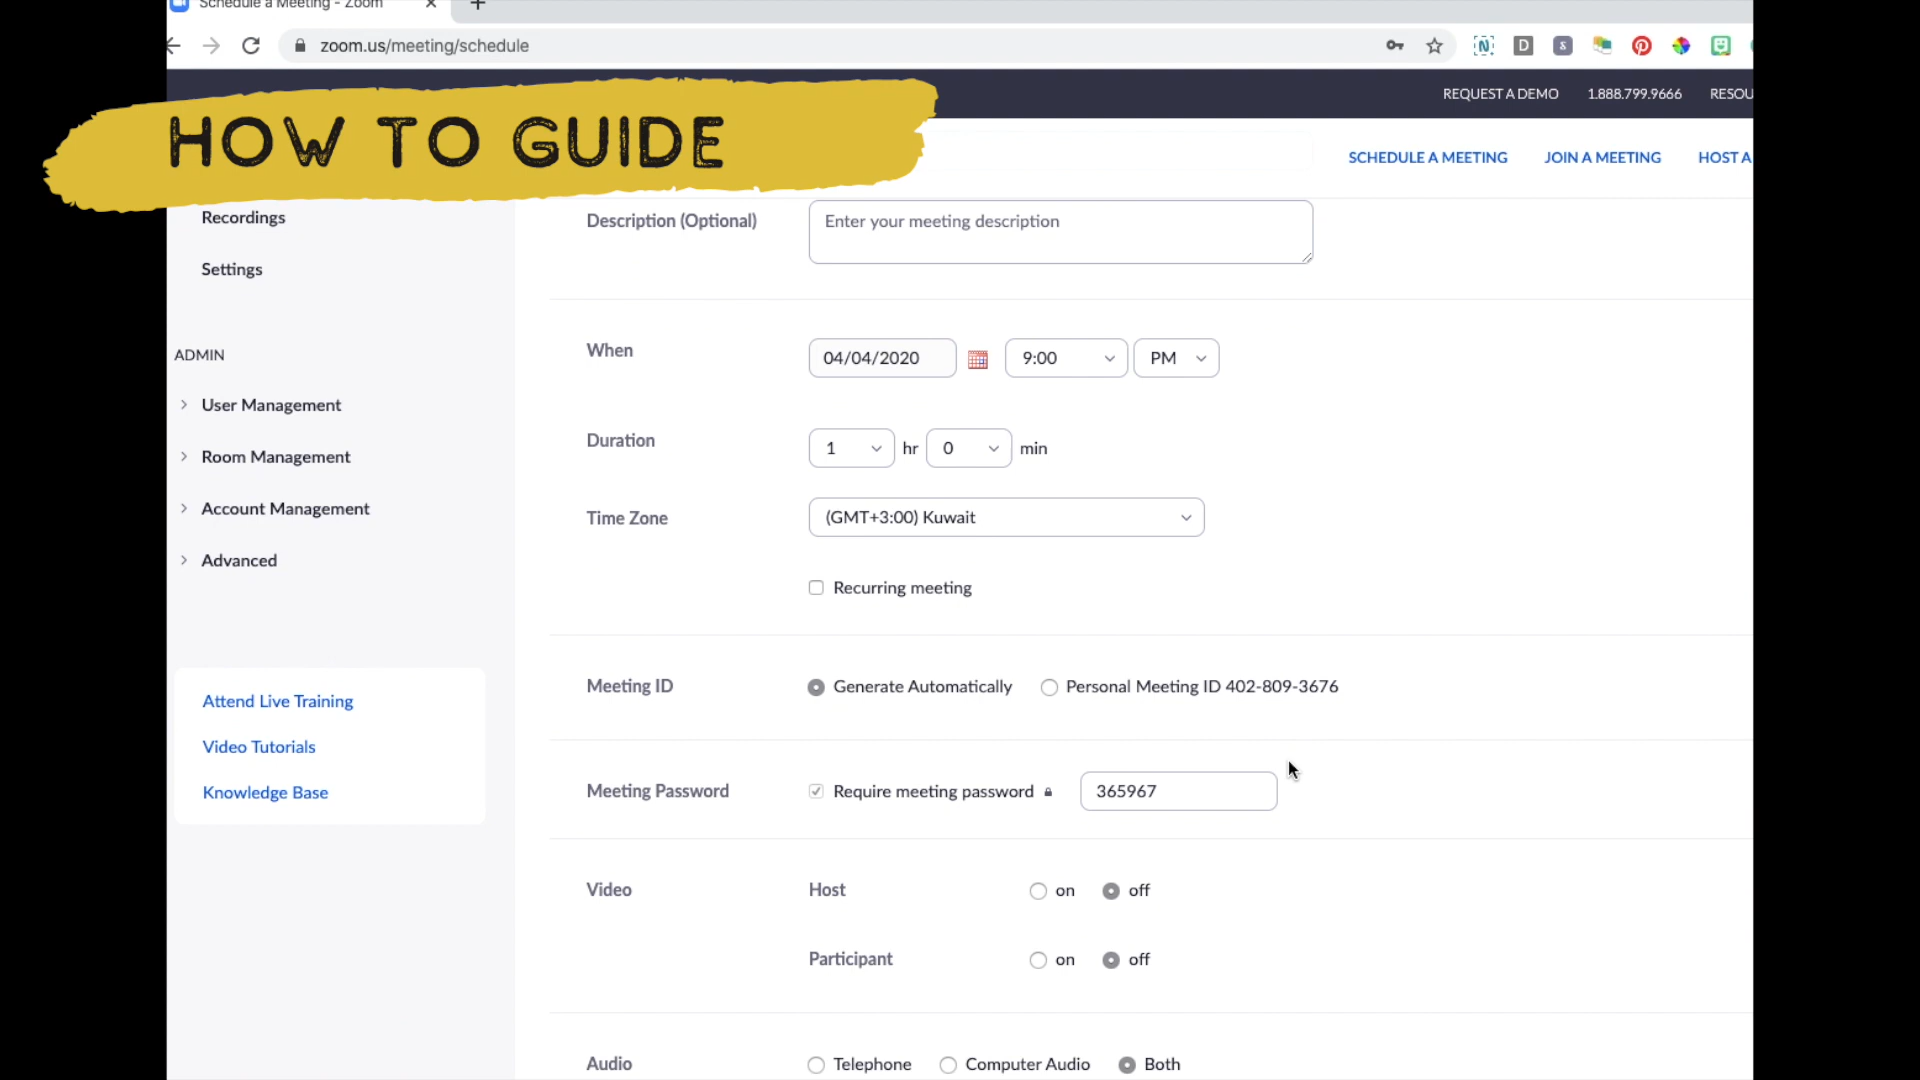 Schedule a Meeting - Zoom
zoom.us/meeting/schedule
REQUEST A DEMO 1.888.799.9666 RESOU
HOW TO GUIDE
SCHEDULE A MEETING JOIN A MEETING HOST A
Recordings
Settings
ADMIN
User Management
Room Management
Account Management
Advanced
Attend Live Training
Video Tutorials
Knowledge Base
Description (Optional) Enter your meeting description
When 04/04/2020 9:00 PM
Duration 1 hr 0 min
Time Zone (GMT+3:00) Kuwait
Recurring meeting
Meeting ID Generate Automatically Personal Meeting ID 402-809-3676
Meeting Password Require meeting password 365967
Video Host on off
Participant on off
Audio Telephone Computer Audio Both